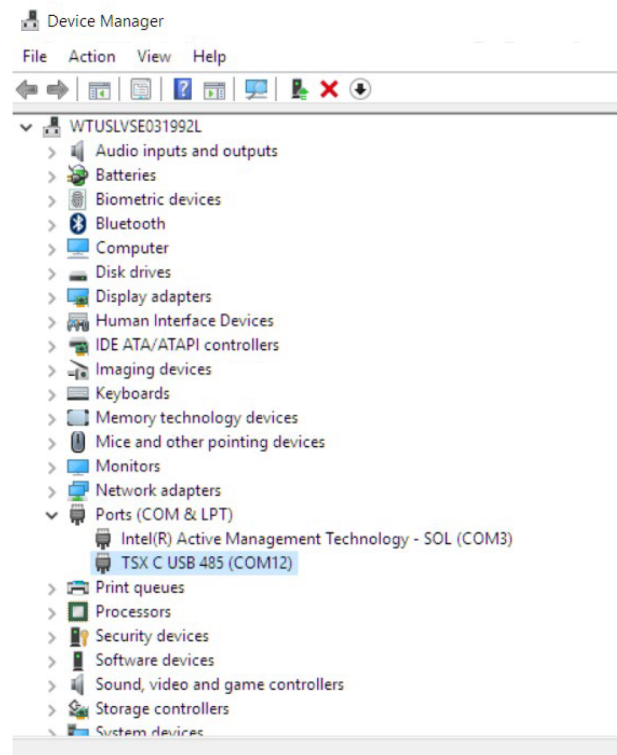 Device Manager
File Action View Help
WTUSLVSE031992L
Audio inputs and outputs
Batteries
Biometric devices
Bluetooth
Computer
Disk drives
Display adapters
Human Interface Devices
IDE ATA/ATAPI controllers
Imaging devices
Keyboards
Memory technology devices
Mice and other pointing devices
Monitors
Network adapters
Ports (COM & LPT)
Intel(R) Active Management Technology - SOL (COM3)
TSX C USB 485 (COM12)
Print queues
Processors
Security devices
Software devices
Sound, video and game controllers
Storage controllers
System devices